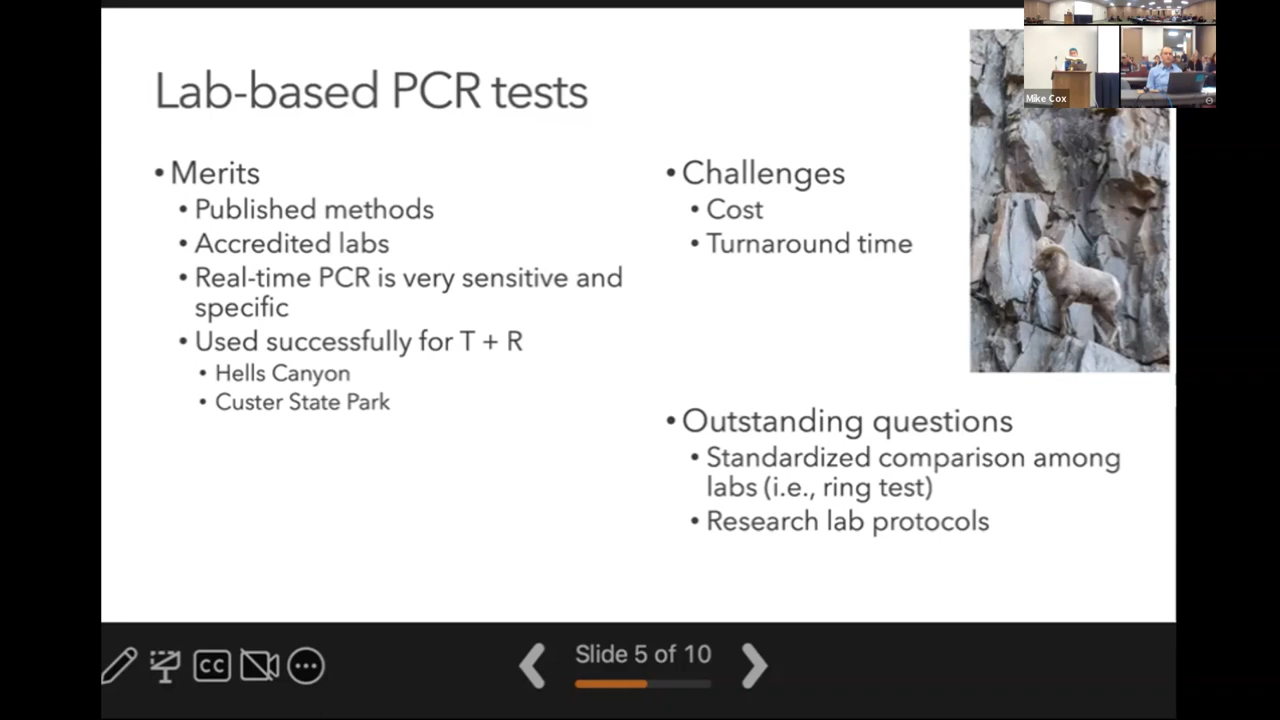 Lab-based PCR tests
• Merits
• Published methods
• Accredited labs
• Real-time PCR is very sensitive and
specific
• Used successfully for T + R
• Hells Canyon
• Custer State Park
• Challenges
• Cost
• Turnaround time
• Outstanding questions
• Standardized comparison among
labs (i.e., ring test)
• Research lab protocols
Mike Cox
CC
Slide 5 of 10